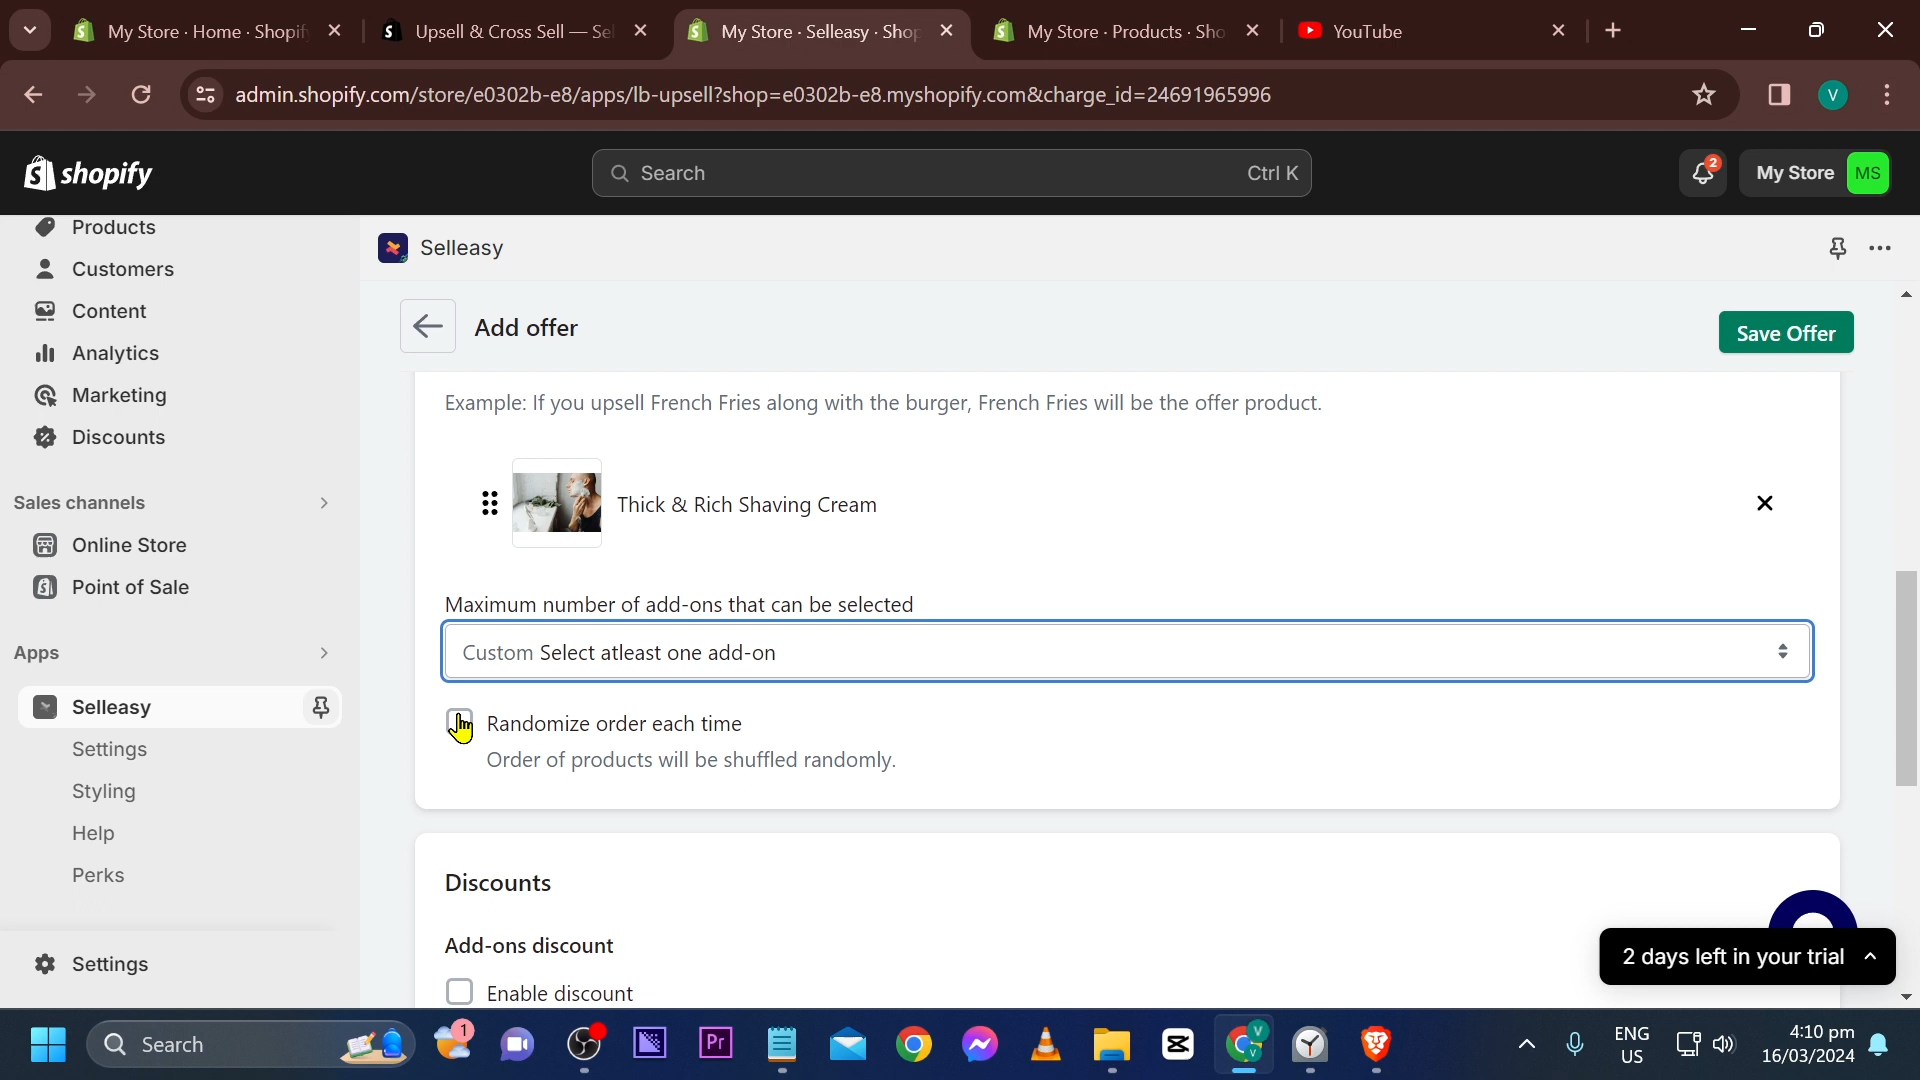 My Store · Home · Shopif
Upsell & Cross Sell — Sel
My Store · Selleasy · Shop
My Store · Products · Sho
YouTube
admin.shopify.com/store/e0302b-e8/apps/lb-upsell?shop=e0302b-e8.myshopify.com&charge_id=24691965996
V
shopify
Search
Ctrl K
2
My Store
MS
Products
Customers
Content
Analytics
Marketing
Discounts
Sales channels
Online Store
Point of Sale
Apps
Selleasy
Settings
Styling
Help
Perks
Settings
Selleasy
Add offer
Save Offer
Example: If you upsell French Fries along with the burger, French Fries will be the offer product.
Thick & Rich Shaving Cream
Maximum number of add-ons that can be selected
Custom Select atleast one add-on
Randomize order each time
Order of products will be shuffled randomly.
Discounts
Add-ons discount
Enable discount
2 days left in your trial
Search
1
Pr
V
V
ENG
US
4:10 pm
16/03/2024